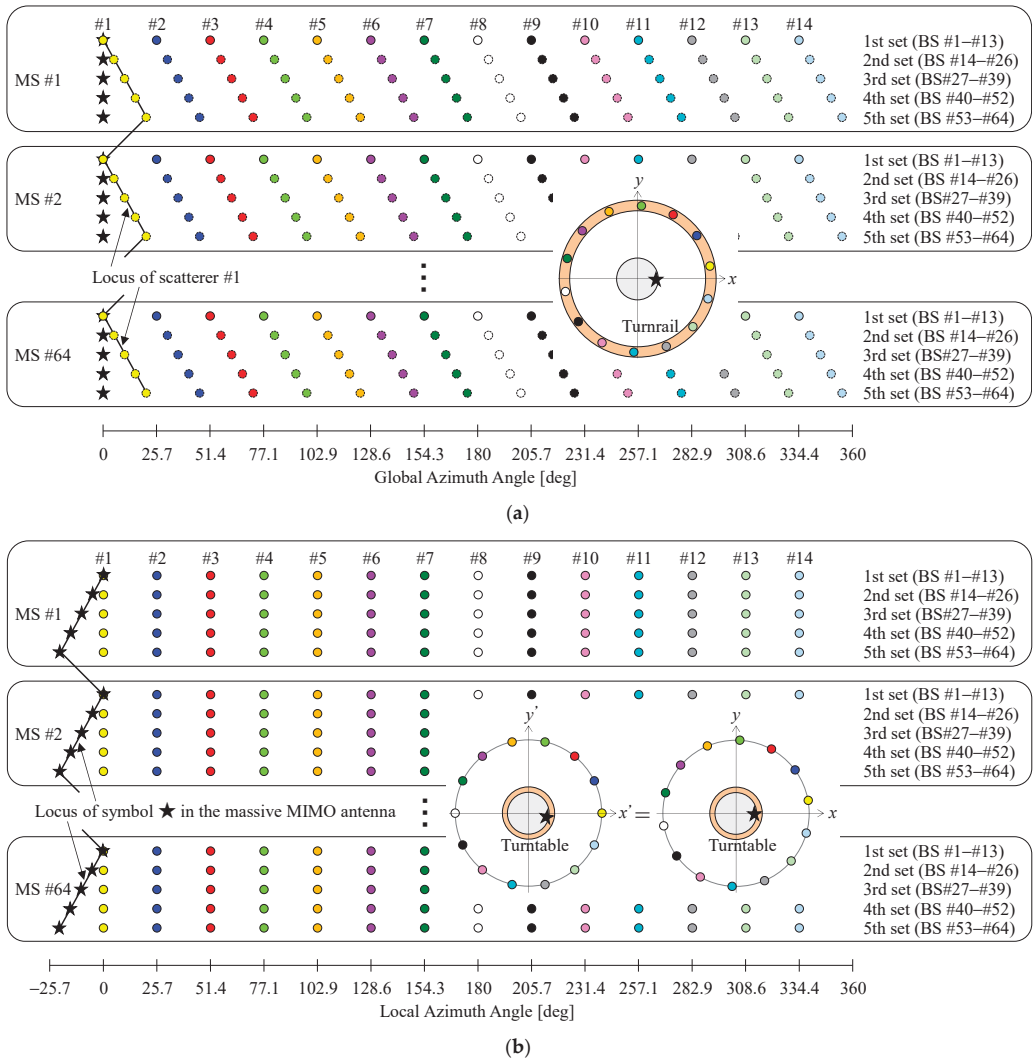 #1 #2 #3 #4 #5 #6 #7 #8 #9 #10 #11 #12 #13 #14
1st set (BS #1–#13)
2nd set (BS #14–#26)
MS #1 3rd set (BS#27–#39)
4th set (BS #40–#52)
5th set (BS #53–#64)
1st set (BS #1–#13)
2nd set (BS #14–#26)
MS #2 3rd set (BS#27–#39)
4th set (BS #40–#52)
5th set (BS #53–#64)
y
x
Turnrail
Locus of scatterer #1
⋮
1st set (BS #1–#13)
2nd set (BS #14–#26)
MS #64 3rd set (BS#27–#39)
4th set (BS #40–#52)
5th set (BS #53–#64)
0 25.7 51.4 77.1 102.9 128.6 154.3 180 205.7 231.4 257.1 282.9 308.6 334.4 360
Global Azimuth Angle [deg]
(a)
#1 #2 #3 #4 #5 #6 #7 #8 #9 #10 #11 #12 #13 #14
1st set (BS #1–#13)
2nd set (BS #14–#26)
MS #1 3rd set (BS#27–#39)
4th set (BS #40–#52)
5th set (BS #53–#64)
1st set (BS #1–#13)
2nd set (BS #14–#26)
MS #2 3rd set (BS#27–#39)
4th set (BS #40–#52)
5th set (BS #53–#64)
y' y
x' = x
Turntable Turntable
Locus of symbol ★ in the massive MIMO antenna
⋮
1st set (BS #1–#13)
2nd set (BS #14–#26)
MS #64 3rd set (BS#27–#39)
4th set (BS #40–#52)
5th set (BS #53–#64)
−25.7 0 25.7 51.4 77.1 102.9 128.6 154.3 180 205.7 231.4 257.1 282.9 308.6 334.4 360
Local Azimuth Angle [deg]
(b)